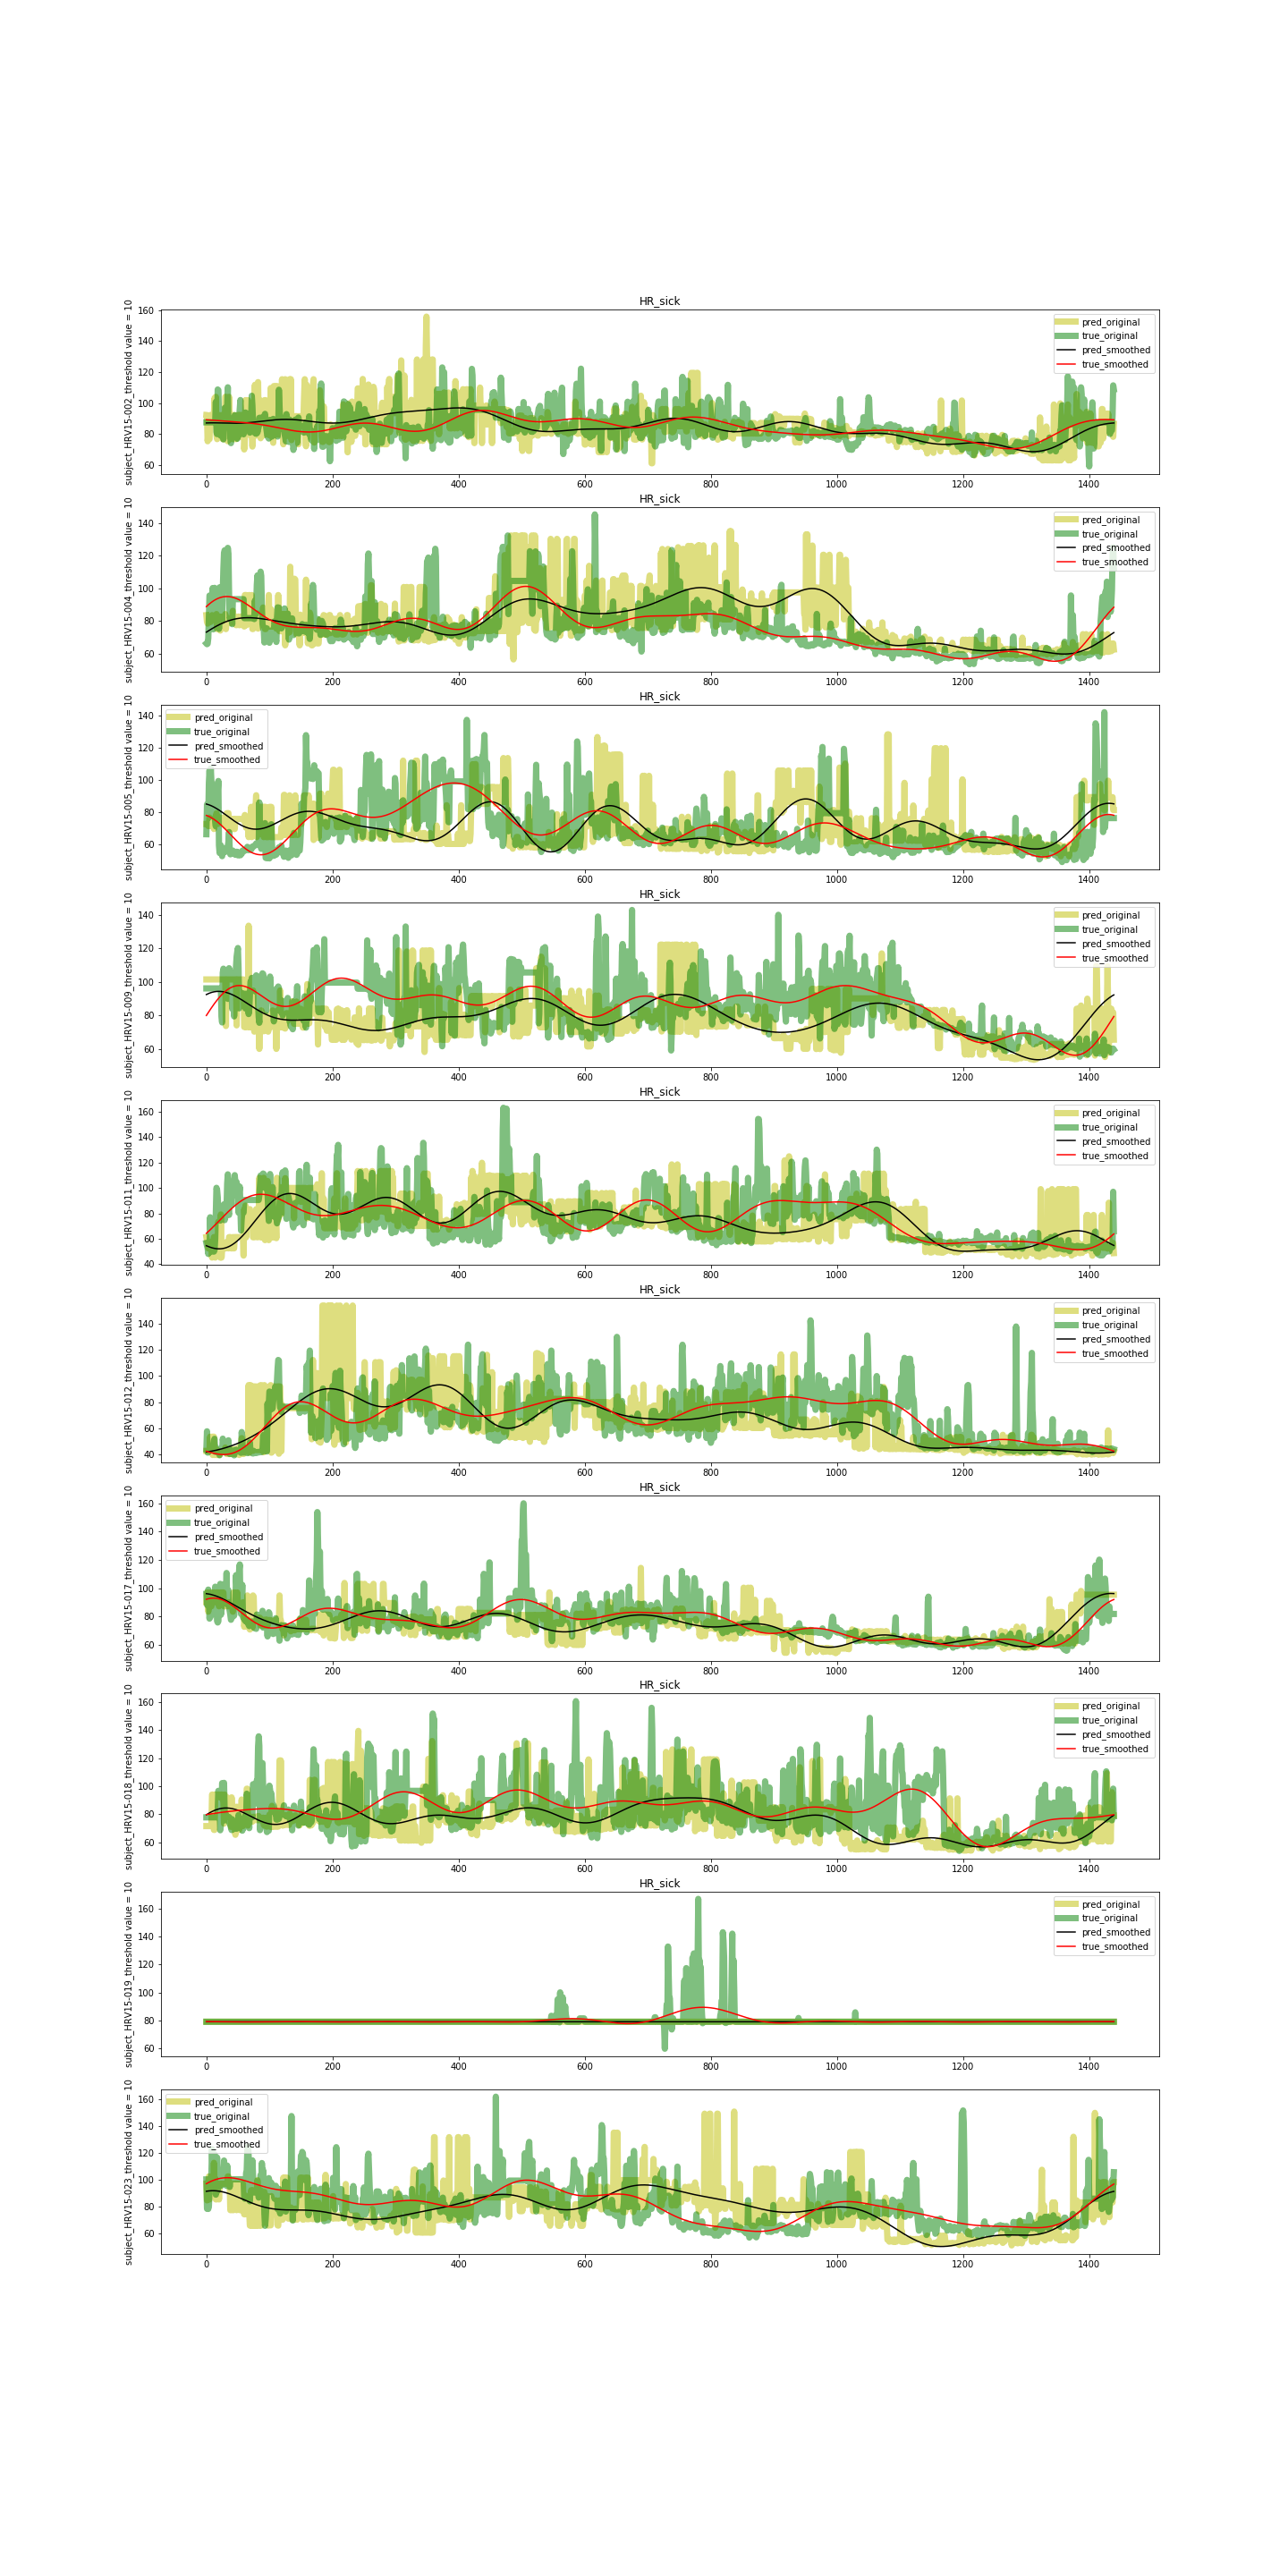 HR_sick
subject_HRV15-002_threshold value = 10
160
140
120
100
80
60
pred_original
true_original
pred_smoothed
true_smoothed
0 200 400 600 800 1000 1200 1400
HR_sick
subject_HRV15-004_threshold value = 10
140
120
100
80
60
pred_original
true_original
pred_smoothed
true_smoothed
0 200 400 600 800 1000 1200 1400
HR_sick
subject_HRV15-005_threshold value = 10
140
120
100
80
60
pred_original
true_original
pred_smoothed
true_smoothed
0 200 400 600 800 1000 1200 1400
HR_sick
subject_HRV15-009_threshold value = 10
140
120
100
80
60
pred_original
true_original
pred_smoothed
true_smoothed
0 200 400 600 800 1000 1200 1400
HR_sick
subject_HRV15-011_threshold value = 10
160
140
120
100
80
60
40
pred_original
true_original
pred_smoothed
true_smoothed
0 200 400 600 800 1000 1200 1400
HR_sick
subject_HRV15-012_threshold value = 10
140
120
100
80
60
40
pred_original
true_original
pred_smoothed
true_smoothed
0 200 400 600 800 1000 1200 1400
HR_sick
subject_HRV15-017_threshold value = 10
160
140
120
100
80
60
pred_original
true_original
pred_smoothed
true_smoothed
0 200 400 600 800 1000 1200 1400
HR_sick
subject_HRV15-018_threshold value = 10
160
140
120
100
80
60
pred_original
true_original
pred_smoothed
true_smoothed
0 200 400 600 800 1000 1200 1400
HR_sick
subject_HRV15-019_threshold value = 10
160
140
120
100
80
60
pred_original
true_original
pred_smoothed
true_smoothed
0 200 400 600 800 1000 1200 1400
subject_HRV15-023_threshold value = 10
160
140
120
100
80
60
pred_original
true_original
pred_smoothed
true_smoothed
0 200 400 600 800 1000 1200 1400